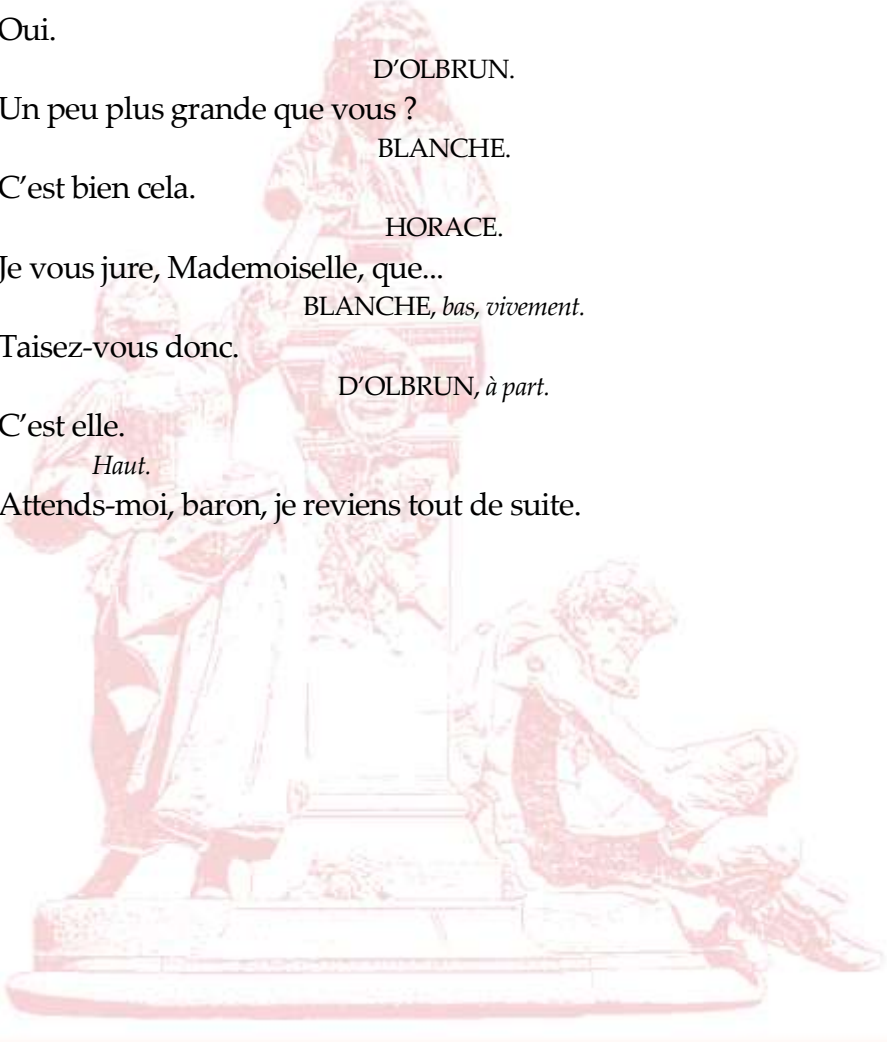 Oui.
D’OLBRUN.
Un peu plus grande que vous ?
BLANCHE.
C’est bien cela.
HORACE.
Je vous jure, Mademoiselle, que...
BLANCHE, bas, vivement.
Taisez-vous donc.
D’OLBRUN, à part.
C’est elle.
Haut.
Attends-moi, baron, je reviens tout de suite.